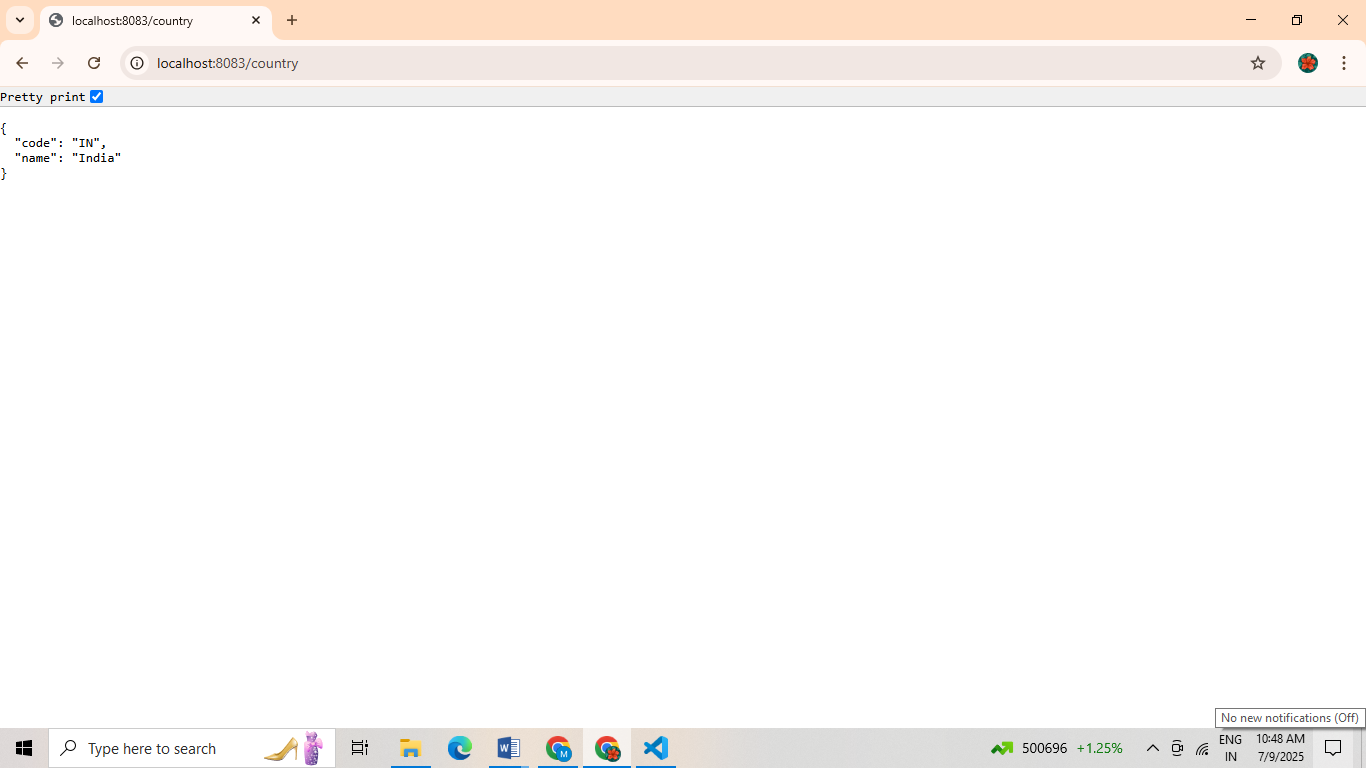 localhost:8083/country
localhost:8083/country
Pretty print
{
  "code": "IN",
  "name": "India"
}
No new notifications (Off)
Type here to search
M
500696 +1.25%
ENG
IN
10:48 AM
7/9/2025